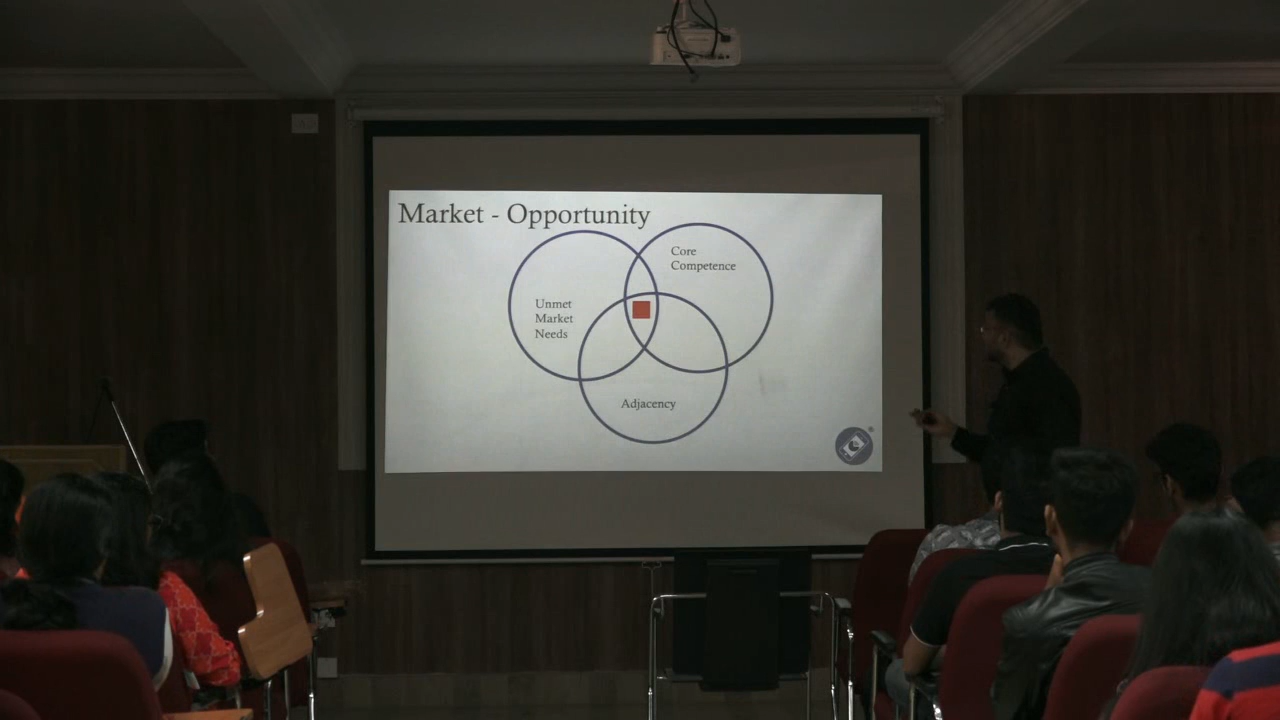 Market - Opportunity
Core
Competence
Unmet
Market
Needs
Adjacency